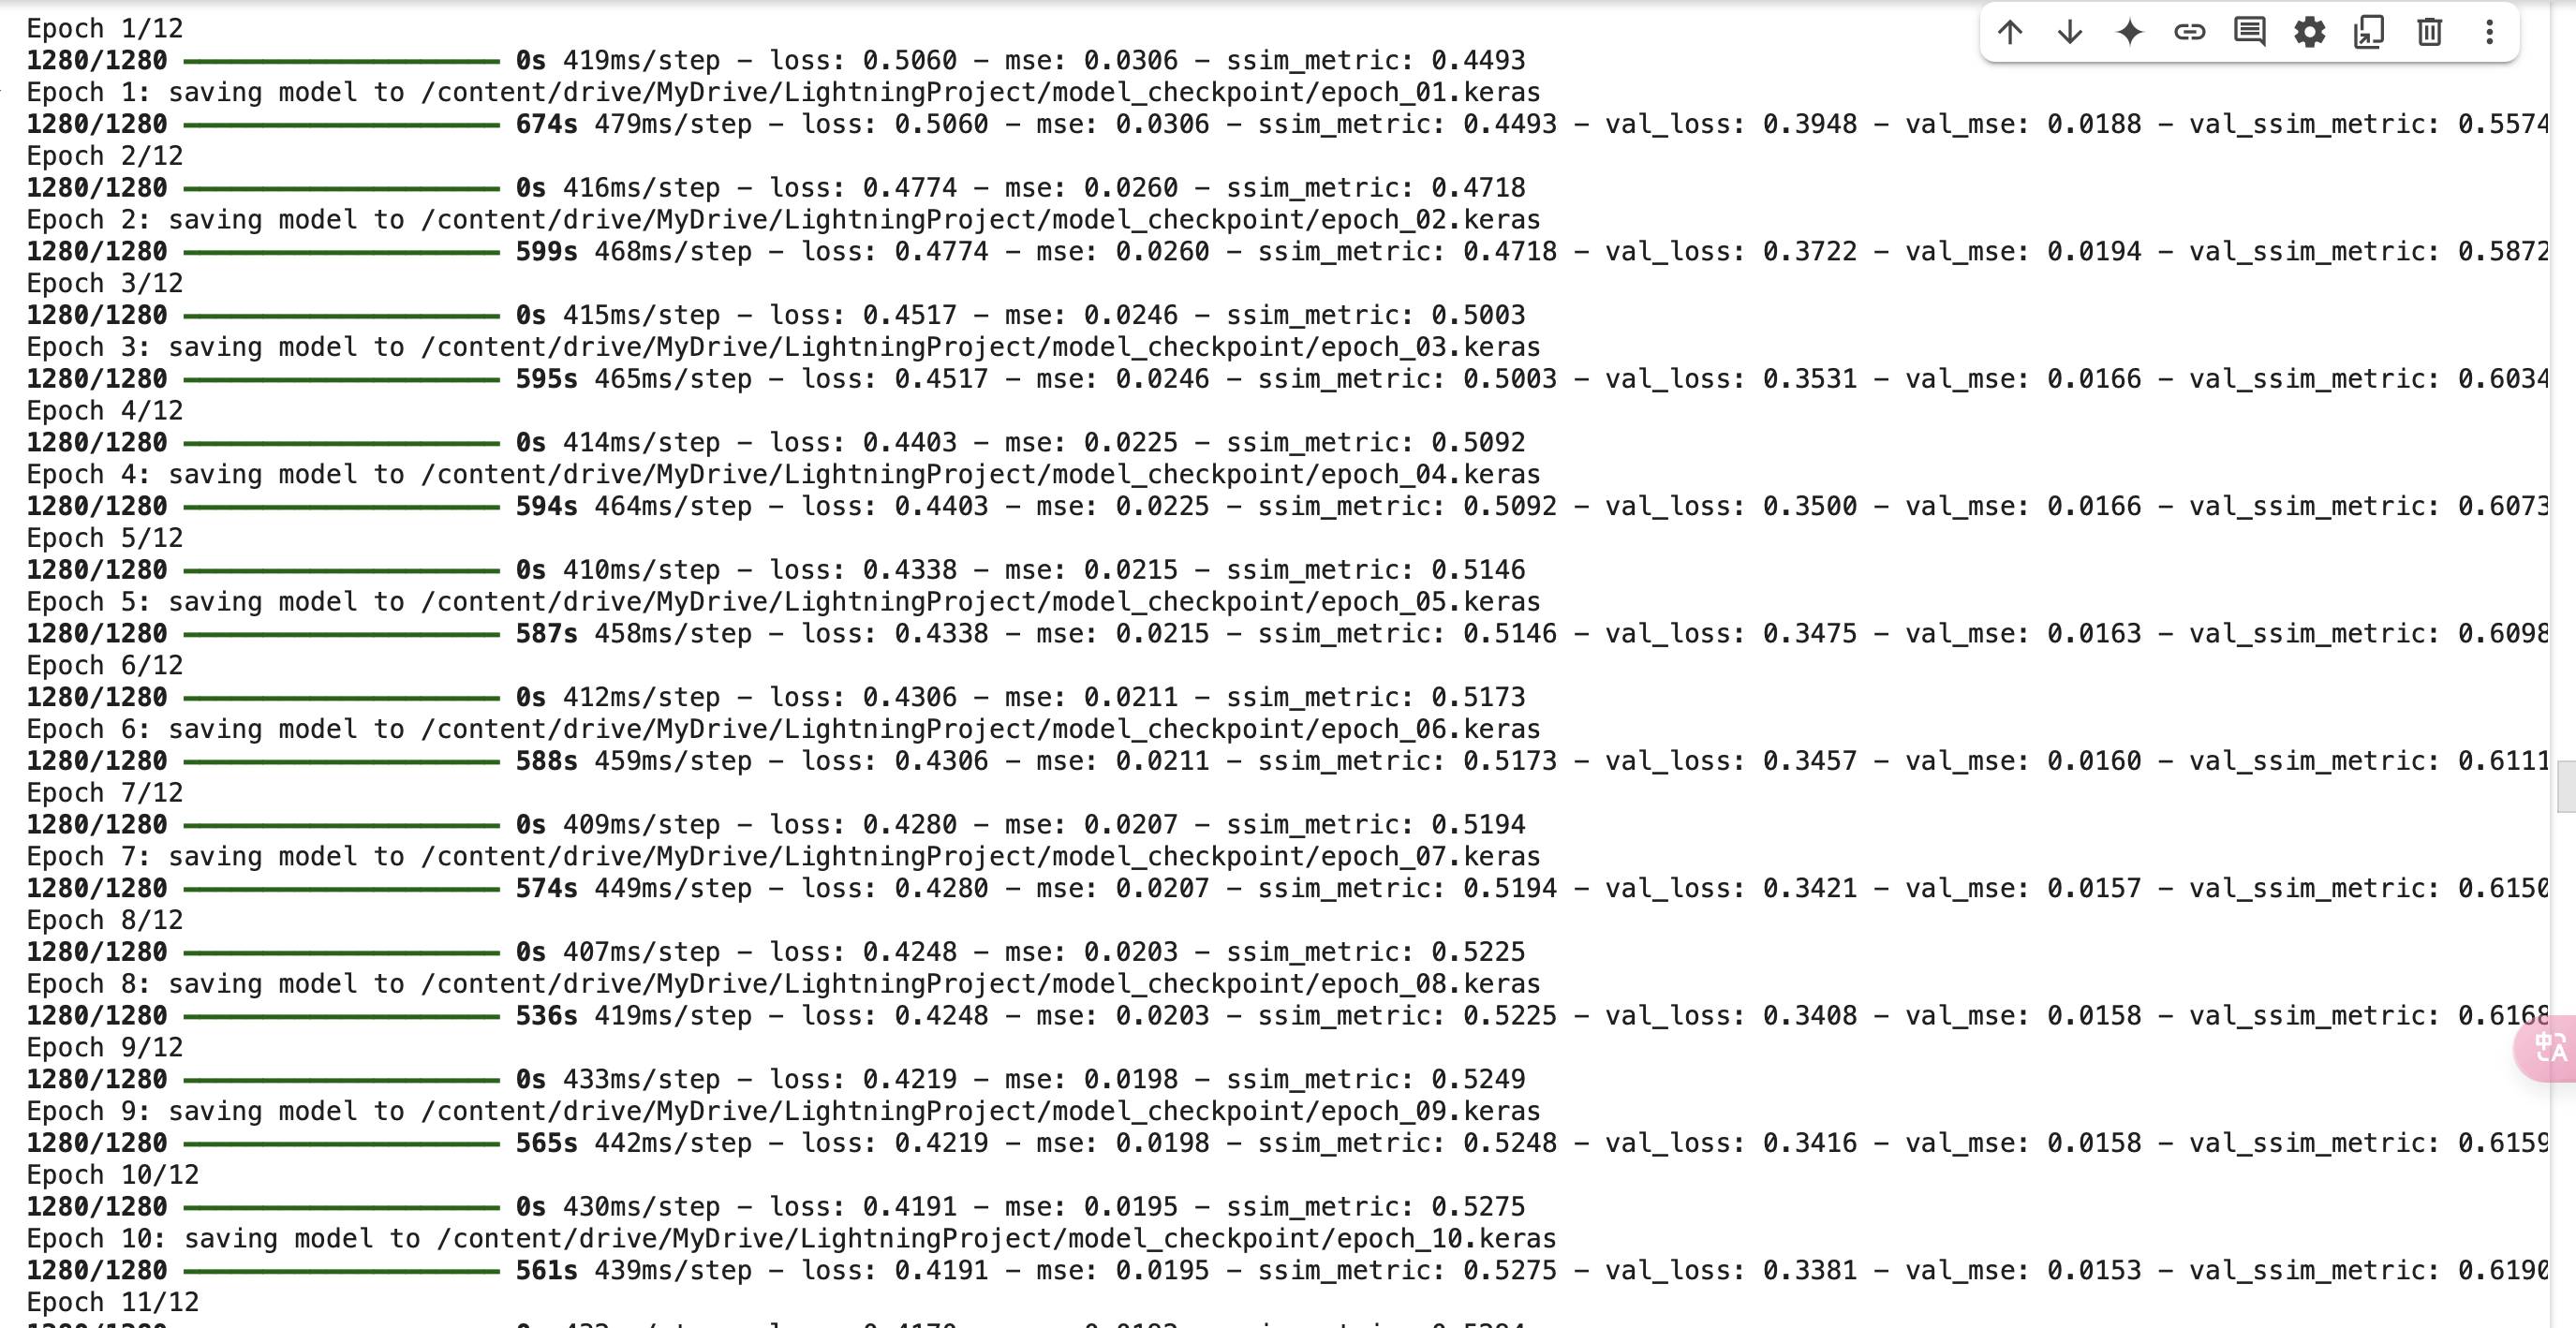 Epoch 1/12
1280/1280 ━━━━━━━━━━━━━━━━━━━━ 0s 419ms/step - loss: 0.5060 - mse: 0.0306 - ssim_metric: 0.4493
Epoch 1: saving model to /content/drive/MyDrive/LightningProject/model_checkpoint/epoch_01.keras
1280/1280 ━━━━━━━━━━━━━━━━━━━━ 674s 479ms/step - loss: 0.5060 - mse: 0.0306 - ssim_metric: 0.4493 - val_loss: 0.3948 - val_mse: 0.0188 - val_ssim_metric: 0.5574
Epoch 2/12
1280/1280 ━━━━━━━━━━━━━━━━━━━━ 0s 416ms/step - loss: 0.4774 - mse: 0.0260 - ssim_metric: 0.4718
Epoch 2: saving model to /content/drive/MyDrive/LightningProject/model_checkpoint/epoch_02.keras
1280/1280 ━━━━━━━━━━━━━━━━━━━━ 599s 468ms/step - loss: 0.4774 - mse: 0.0260 - ssim_metric: 0.4718 - val_loss: 0.3722 - val_mse: 0.0194 - val_ssim_metric: 0.5872
Epoch 3/12
1280/1280 ━━━━━━━━━━━━━━━━━━━━ 0s 415ms/step - loss: 0.4517 - mse: 0.0246 - ssim_metric: 0.5003
Epoch 3: saving model to /content/drive/MyDrive/LightningProject/model_checkpoint/epoch_03.keras
1280/1280 ━━━━━━━━━━━━━━━━━━━━ 595s 465ms/step - loss: 0.4517 - mse: 0.0246 - ssim_metric: 0.5003 - val_loss: 0.3531 - val_mse: 0.0166 - val_ssim_metric: 0.6034
Epoch 4/12
1280/1280 ━━━━━━━━━━━━━━━━━━━━ 0s 414ms/step - loss: 0.4403 - mse: 0.0225 - ssim_metric: 0.5092
Epoch 4: saving model to /content/drive/MyDrive/LightningProject/model_checkpoint/epoch_04.keras
1280/1280 ━━━━━━━━━━━━━━━━━━━━ 594s 464ms/step - loss: 0.4403 - mse: 0.0225 - ssim_metric: 0.5092 - val_loss: 0.3500 - val_mse: 0.0166 - val_ssim_metric: 0.6073
Epoch 5/12
1280/1280 ━━━━━━━━━━━━━━━━━━━━ 0s 410ms/step - loss: 0.4338 - mse: 0.0215 - ssim_metric: 0.5146
Epoch 5: saving model to /content/drive/MyDrive/LightningProject/model_checkpoint/epoch_05.keras
1280/1280 ━━━━━━━━━━━━━━━━━━━━ 587s 458ms/step - loss: 0.4338 - mse: 0.0215 - ssim_metric: 0.5146 - val_loss: 0.3475 - val_mse: 0.0163 - val_ssim_metric: 0.6098
Epoch 6/12
1280/1280 ━━━━━━━━━━━━━━━━━━━━ 0s 412ms/step - loss: 0.4306 - mse: 0.0211 - ssim_metric: 0.5173
Epoch 6: saving model to /content/drive/MyDrive/LightningProject/model_checkpoint/epoch_06.keras
1280/1280 ━━━━━━━━━━━━━━━━━━━━ 588s 459ms/step - loss: 0.4306 - mse: 0.0211 - ssim_metric: 0.5173 - val_loss: 0.3457 - val_mse: 0.0160 - val_ssim_metric: 0.6111
Epoch 7/12
1280/1280 ━━━━━━━━━━━━━━━━━━━━ 0s 409ms/step - loss: 0.4280 - mse: 0.0207 - ssim_metric: 0.5194
Epoch 7: saving model to /content/drive/MyDrive/LightningProject/model_checkpoint/epoch_07.keras
1280/1280 ━━━━━━━━━━━━━━━━━━━━ 574s 449ms/step - loss: 0.4280 - mse: 0.0207 - ssim_metric: 0.5194 - val_loss: 0.3421 - val_mse: 0.0157 - val_ssim_metric: 0.6150
Epoch 8/12
1280/1280 ━━━━━━━━━━━━━━━━━━━━ 0s 407ms/step - loss: 0.4248 - mse: 0.0203 - ssim_metric: 0.5225
Epoch 8: saving model to /content/drive/MyDrive/LightningProject/model_checkpoint/epoch_08.keras
1280/1280 ━━━━━━━━━━━━━━━━━━━━ 536s 419ms/step - loss: 0.4248 - mse: 0.0203 - ssim_metric: 0.5225 - val_loss: 0.3408 - val_mse: 0.0158 - val_ssim_metric: 0.6168
Epoch 9/12
1280/1280 ━━━━━━━━━━━━━━━━━━━━ 0s 433ms/step - loss: 0.4219 - mse: 0.0198 - ssim_metric: 0.5249
Epoch 9: saving model to /content/drive/MyDrive/LightningProject/model_checkpoint/epoch_09.keras
1280/1280 ━━━━━━━━━━━━━━━━━━━━ 565s 442ms/step - loss: 0.4219 - mse: 0.0198 - ssim_metric: 0.5248 - val_loss: 0.3416 - val_mse: 0.0158 - val_ssim_metric: 0.6159
Epoch 10/12
1280/1280 ━━━━━━━━━━━━━━━━━━━━ 0s 430ms/step - loss: 0.4191 - mse: 0.0195 - ssim_metric: 0.5275
Epoch 10: saving model to /content/drive/MyDrive/LightningProject/model_checkpoint/epoch_10.keras
1280/1280 ━━━━━━━━━━━━━━━━━━━━ 561s 439ms/step - loss: 0.4191 - mse: 0.0195 - ssim_metric: 0.5275 - val_loss: 0.3381 - val_mse: 0.0153 - val_ssim_metric: 0.6190
Epoch 11/12